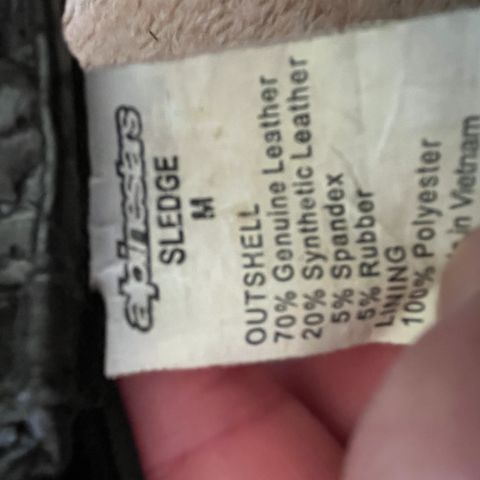 alpinestars
SLEDGE
M
OUTSHELL
70% Genuine Leather
20% Synthetic Leather
5% Spandex
5% Rubber
LINING
100% Polyester
in Vietnam